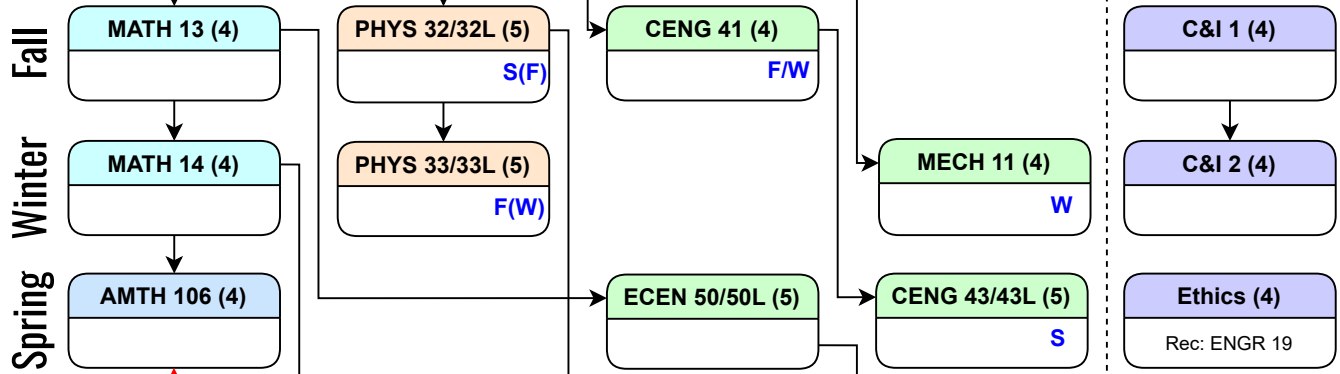 Fall
MATH 13 (4)
PHYS 32/32L (5)
S(F)
CENG 41 (4)
F/W
C&I 1 (4)
Winter
MATH 14 (4)
PHYS 33/33L (5)
F(W)
MECH 11 (4)
W
C&I 2 (4)
Spring
AMTH 106 (4)
ECEN 50/50L (5)
CENG 43/43L (5)
S
Ethics (4)
Rec: ENGR 19